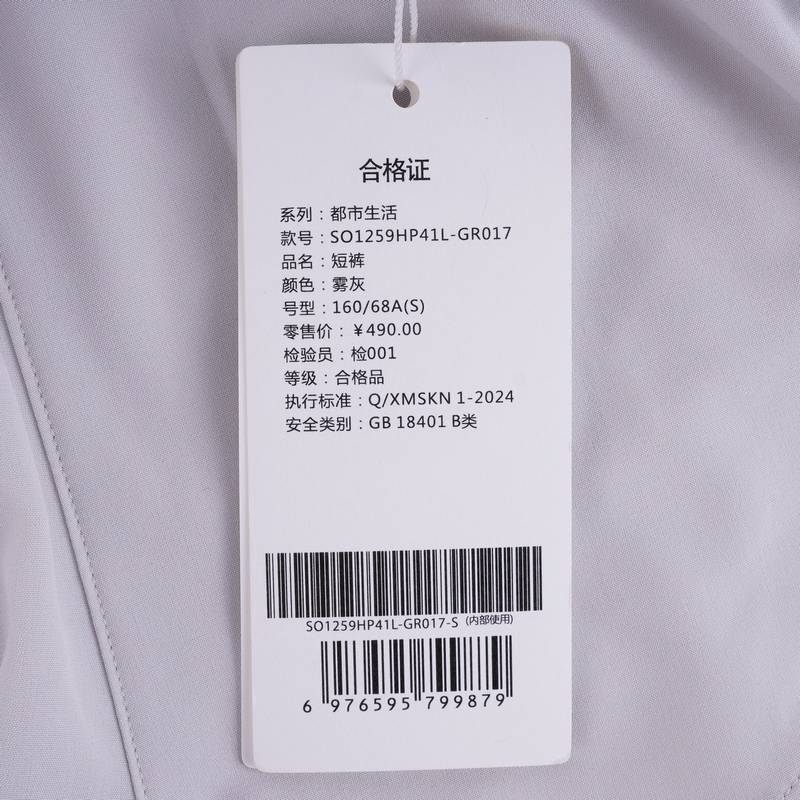 合格证
系列：都市生活
款号：SO1259HP41L-GR017
品名：短裤
颜色：雾灰
号型：160/68A(S)
零售价：￥490.00
检验员：检001
等级：合格品
执行标准：Q/XMSKN 1-2024
安全类别：GB 18401 B类
SO1259HP41L-GR017-S (内部使用)
6 976595 799879